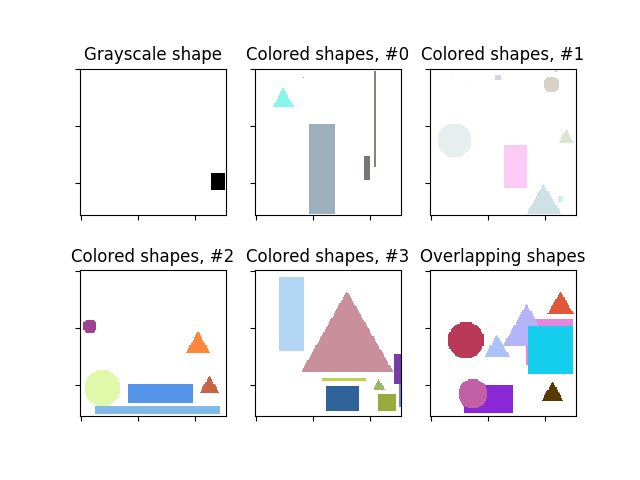 Grayscale shape
Colored shapes, #0
Colored shapes, #1
Colored shapes, #2
Colored shapes, #3
Overlapping shapes